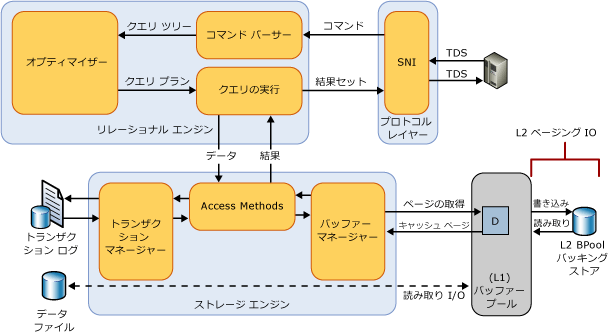 クエリ ツリー
コマンド パーサー
コマンド
オプティマイザー
SNI
TDS
TDS
クエリ プラン
クエリの実行
結果セット
リレーショナル エンジン
プロトコル
レイヤー
データ
結果
L2 ページング IO
トランザク
ション
マネージャー
Access Methods
バッファー
マネージャー
ページの取得
キャッシュ ページ
D
書き込み
読み取り
トランザク
ション ログ
L2 BPool
バッキング
ストア
(L1)
バッファー
プール
読み取り I/O
ストレージ エンジン
データ
ファイル